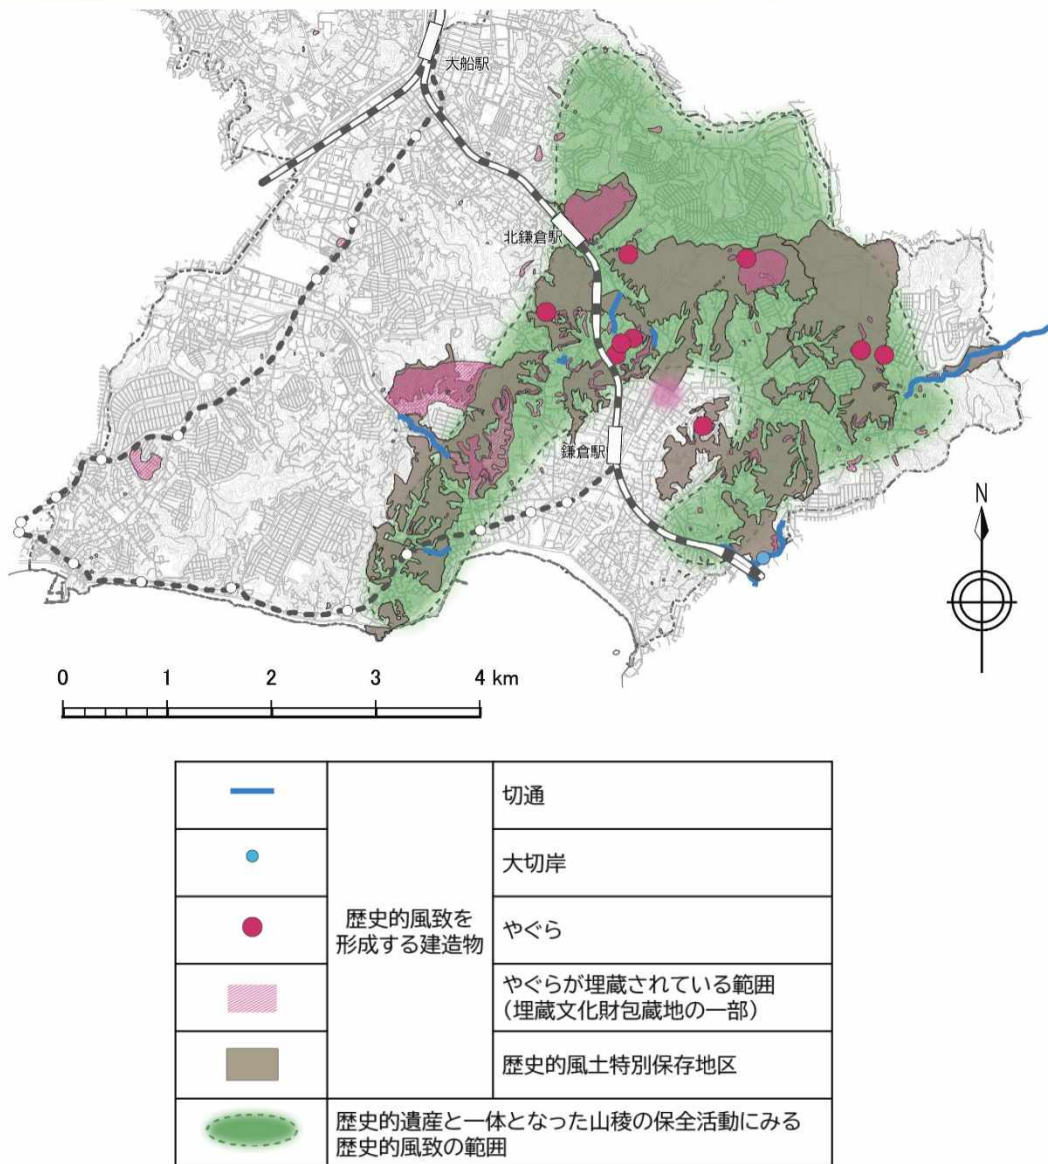 大船駅
北鎌倉駅
鎌倉駅
N
0 1 2 3 4 km
切通
大切岸
歴史的風致を
形成する建造物
やぐら
やぐらが埋蔵されている範囲
（埋蔵文化財包蔵地の一部）
歴史的風土特別保存地区
歴史的遺産と一体となった山稜の保全活動にみる
歴史的風致の範囲